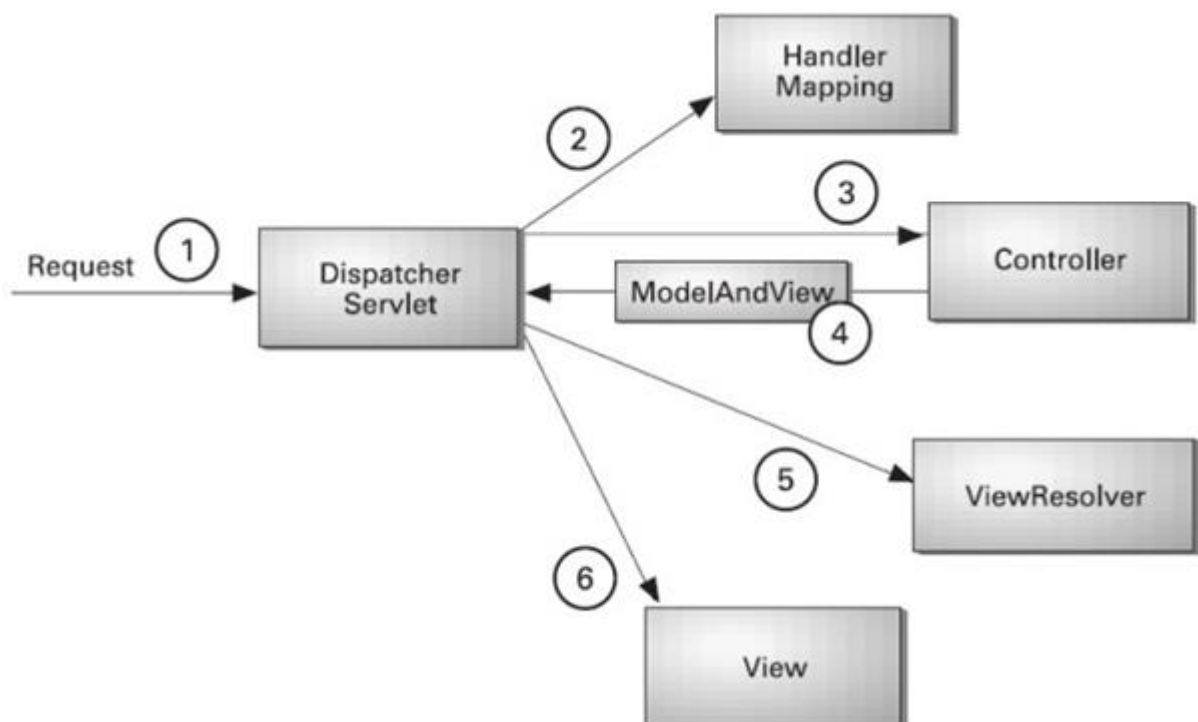 Handler
Mapping
2
3
1
Request
Dispatcher
Servlet
Controller
ModelAndView
4
5
ViewResolver
6
View